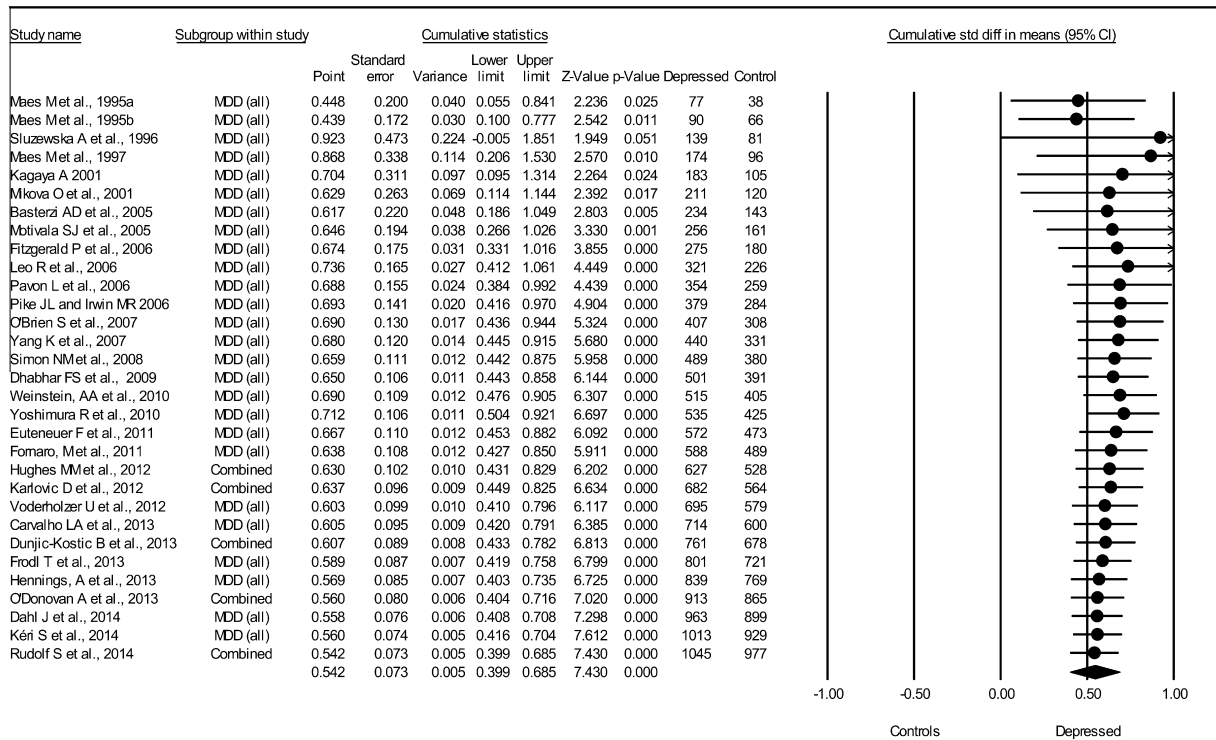 Study name Subgroup within study Cumulative statistics Cumulative std diff in means (95% CI)
Standard Lower Upper
Point error Variance limit limit Z-Value p-Value Depressed Control
Maes M et al., 1995a MDD (all) 0.448 0.200 0.040 0.055 0.841 2.236 0.025 77 38
Maes M et al., 1995b MDD (all) 0.439 0.172 0.030 0.100 0.777 2.542 0.011 90 66
Sluzewska A et al., 1996 MDD (all) 0.923 0.473 0.224 -0.005 1.851 1.949 0.051 139 81
Maes M et al., 1997 MDD (all) 0.868 0.338 0.114 0.206 1.530 2.570 0.010 174 96
Kagaya A 2001 MDD (all) 0.704 0.311 0.097 0.095 1.314 2.264 0.024 183 105
Mikova O et al., 2001 MDD (all) 0.629 0.263 0.069 0.114 1.144 2.392 0.017 211 120
Basterzi AD et al., 2005 MDD (all) 0.617 0.220 0.048 0.186 1.049 2.803 0.005 234 143
Motivala SJ et al., 2005 MDD (all) 0.646 0.194 0.038 0.266 1.026 3.330 0.001 256 161
Fitzgerald P et al., 2006 MDD (all) 0.674 0.175 0.031 0.331 1.016 3.855 0.000 275 180
Leo R et al., 2006 MDD (all) 0.736 0.165 0.027 0.412 1.061 4.449 0.000 321 226
Pavon L et al., 2006 MDD (all) 0.688 0.155 0.024 0.384 0.992 4.439 0.000 354 259
Pike JL and Irwin MR 2006 MDD (all) 0.693 0.141 0.020 0.416 0.970 4.904 0.000 379 284
O'Brien S et al., 2007 MDD (all) 0.690 0.130 0.017 0.436 0.944 5.324 0.000 407 308
Yang K et al., 2007 MDD (all) 0.680 0.120 0.014 0.445 0.915 5.680 0.000 440 331
Simon NM et al., 2008 MDD (all) 0.659 0.111 0.012 0.442 0.875 5.958 0.000 489 380
Dhabhar FS et al., 2009 MDD (all) 0.650 0.106 0.011 0.443 0.858 6.144 0.000 501 391
Weinstein, AA et al., 2010 MDD (all) 0.690 0.109 0.012 0.476 0.905 6.307 0.000 515 405
Yoshimura R et al., 2010 MDD (all) 0.712 0.106 0.011 0.504 0.921 6.697 0.000 535 425
Euteneuer F et al., 2011 MDD (all) 0.667 0.110 0.012 0.453 0.882 6.092 0.000 572 473
Fornaro, M et al., 2011 MDD (all) 0.638 0.108 0.012 0.427 0.850 5.911 0.000 588 489
Hughes MM et al., 2012 Combined 0.630 0.102 0.010 0.431 0.829 6.202 0.000 627 528
Karlovic D et al., 2012 Combined 0.637 0.096 0.009 0.449 0.825 6.634 0.000 682 564
Voderholzer U et al., 2012 MDD (all) 0.603 0.099 0.010 0.410 0.796 6.117 0.000 695 579
Carvalho LA et al., 2013 MDD (all) 0.605 0.095 0.009 0.420 0.791 6.385 0.000 714 600
Dunjic-Kostic B et al., 2013 Combined 0.607 0.089 0.008 0.433 0.782 6.813 0.000 761 678
Frodl T et al., 2013 MDD (all) 0.589 0.087 0.007 0.419 0.758 6.799 0.000 801 721
Hennings, A et al., 2013 MDD (all) 0.569 0.085 0.007 0.403 0.735 6.725 0.000 839 769
O'Donovan A et al., 2013 Combined 0.560 0.080 0.006 0.404 0.716 7.020 0.000 913 865
Dahl J et al., 2014 MDD (all) 0.558 0.076 0.006 0.408 0.708 7.298 0.000 963 899
Kéri S et al., 2014 MDD (all) 0.560 0.074 0.005 0.416 0.704 7.612 0.000 1013 929
Rudolf S et al., 2014 Combined 0.542 0.073 0.005 0.399 0.685 7.430 0.000 1045 977
0.542 0.073 0.005 0.399 0.685 7.430 0.000
-1.00 -0.50 0.00 0.50 1.00
Controls Depressed